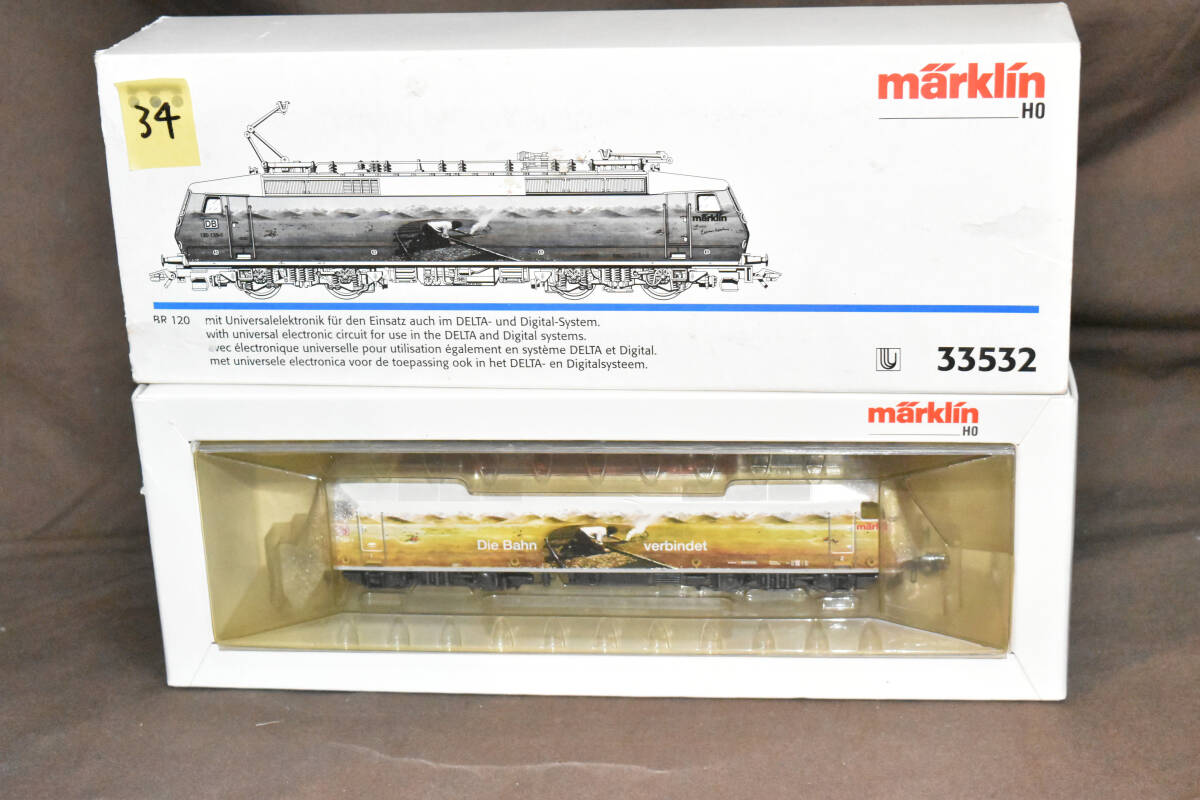 34
märklin
HO
DB
märklin
BR 120 mit Universalelektronik für den Einsatz auch im DELTA- und Digital-System.
with universal electronic circuit for use in the DELTA and Digital systems.
avec électronique universelle pour utilisation également en système DELTA et Digital.
met universele electronica voor de toepassing ook in het DELTA- en Digitalsysteem.
33532
märklin
HO
märkl
Die Bahn verbindet